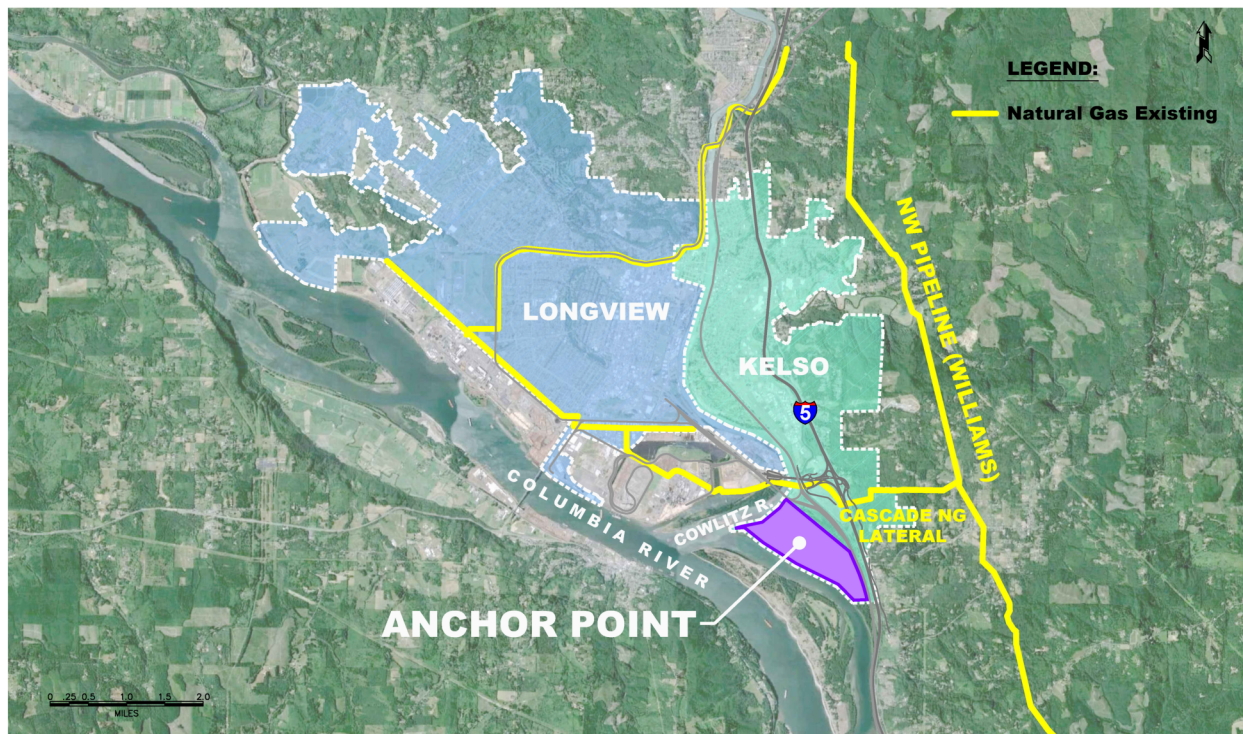 LEGEND:
Natural Gas Existing
NW PIPELINE (WILLIAMS)
LONGVIEW
KELSO
5
COLUMBIA RIVER
COWLITZ R.
CASCADE NG
LATERAL
ANCHOR POINT
0 .25 0.5 1.0 1.5 2.0
MILES
N